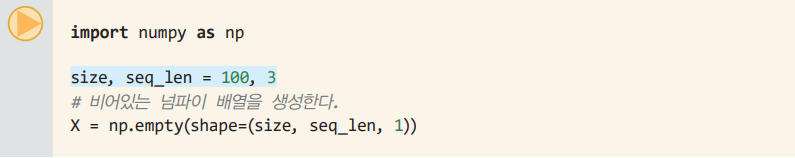 import numpy as np
size, seq_len = 100, 3
# 비어있는 넘파이 배열을 생성한다.
X = np.empty(shape=(size, seq_len, 1))